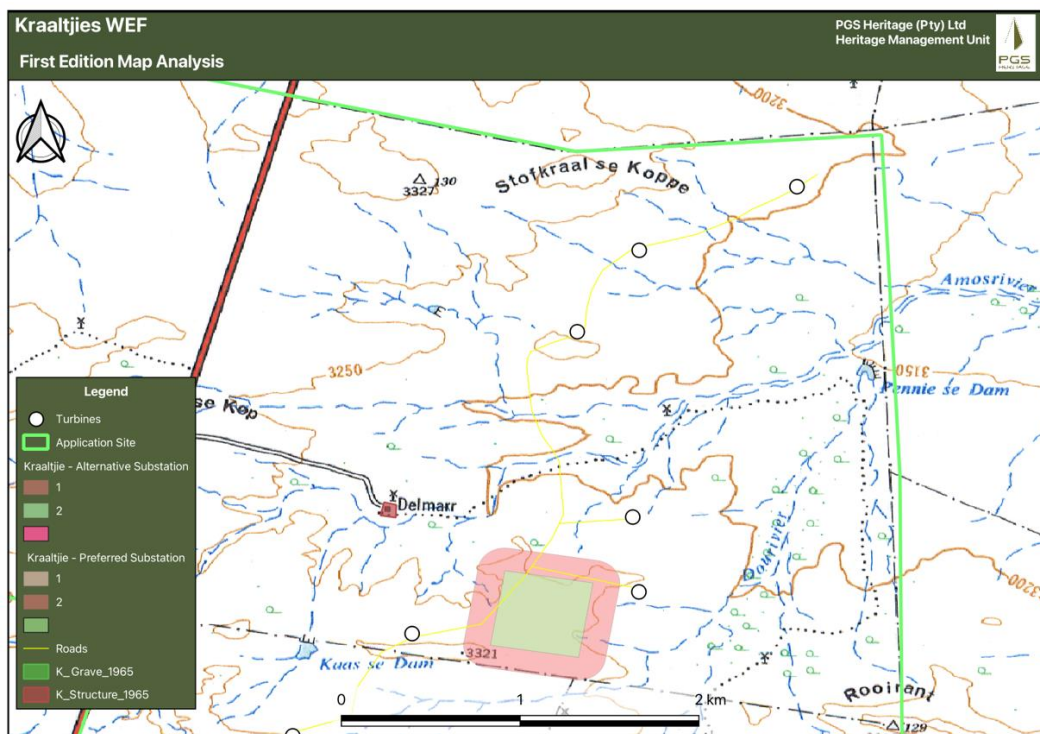 Kraaltjies WEF
First Edition Map Analysis
PGS Heritage (Pty) Ltd
Heritage Management Unit
PGS
3200
130
3327
Stofkraal se Koppe
Amosrivier
3250
3150
Pennie se Dam
se Kop
Delmarr
3200
Kaas se Dam
3321
Rooirant
129
0
1
2 km
Legend
Turbines
Application Site
Kraaltjie - Alternative Substation
1
2
Kraaltjie - Preferred Substation
1
2
Roads
K_Grave_1965
K_Structure_1965